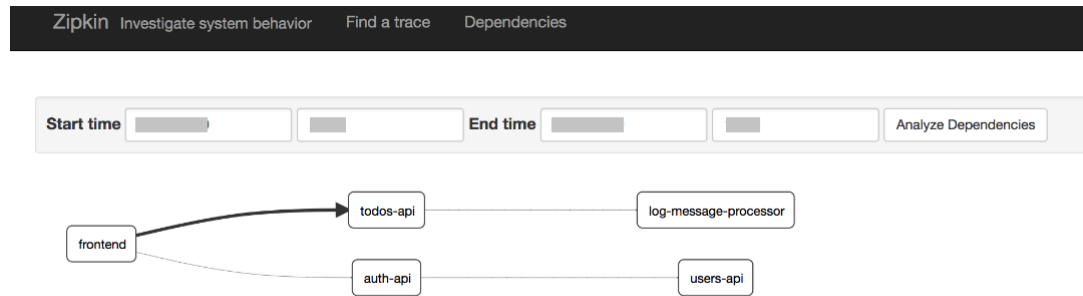 Zipkin Investigate system behavior Find a trace Dependencies
Start time End time Analyze Dependencies
todos-api log-message-processor
frontend
auth-api users-api